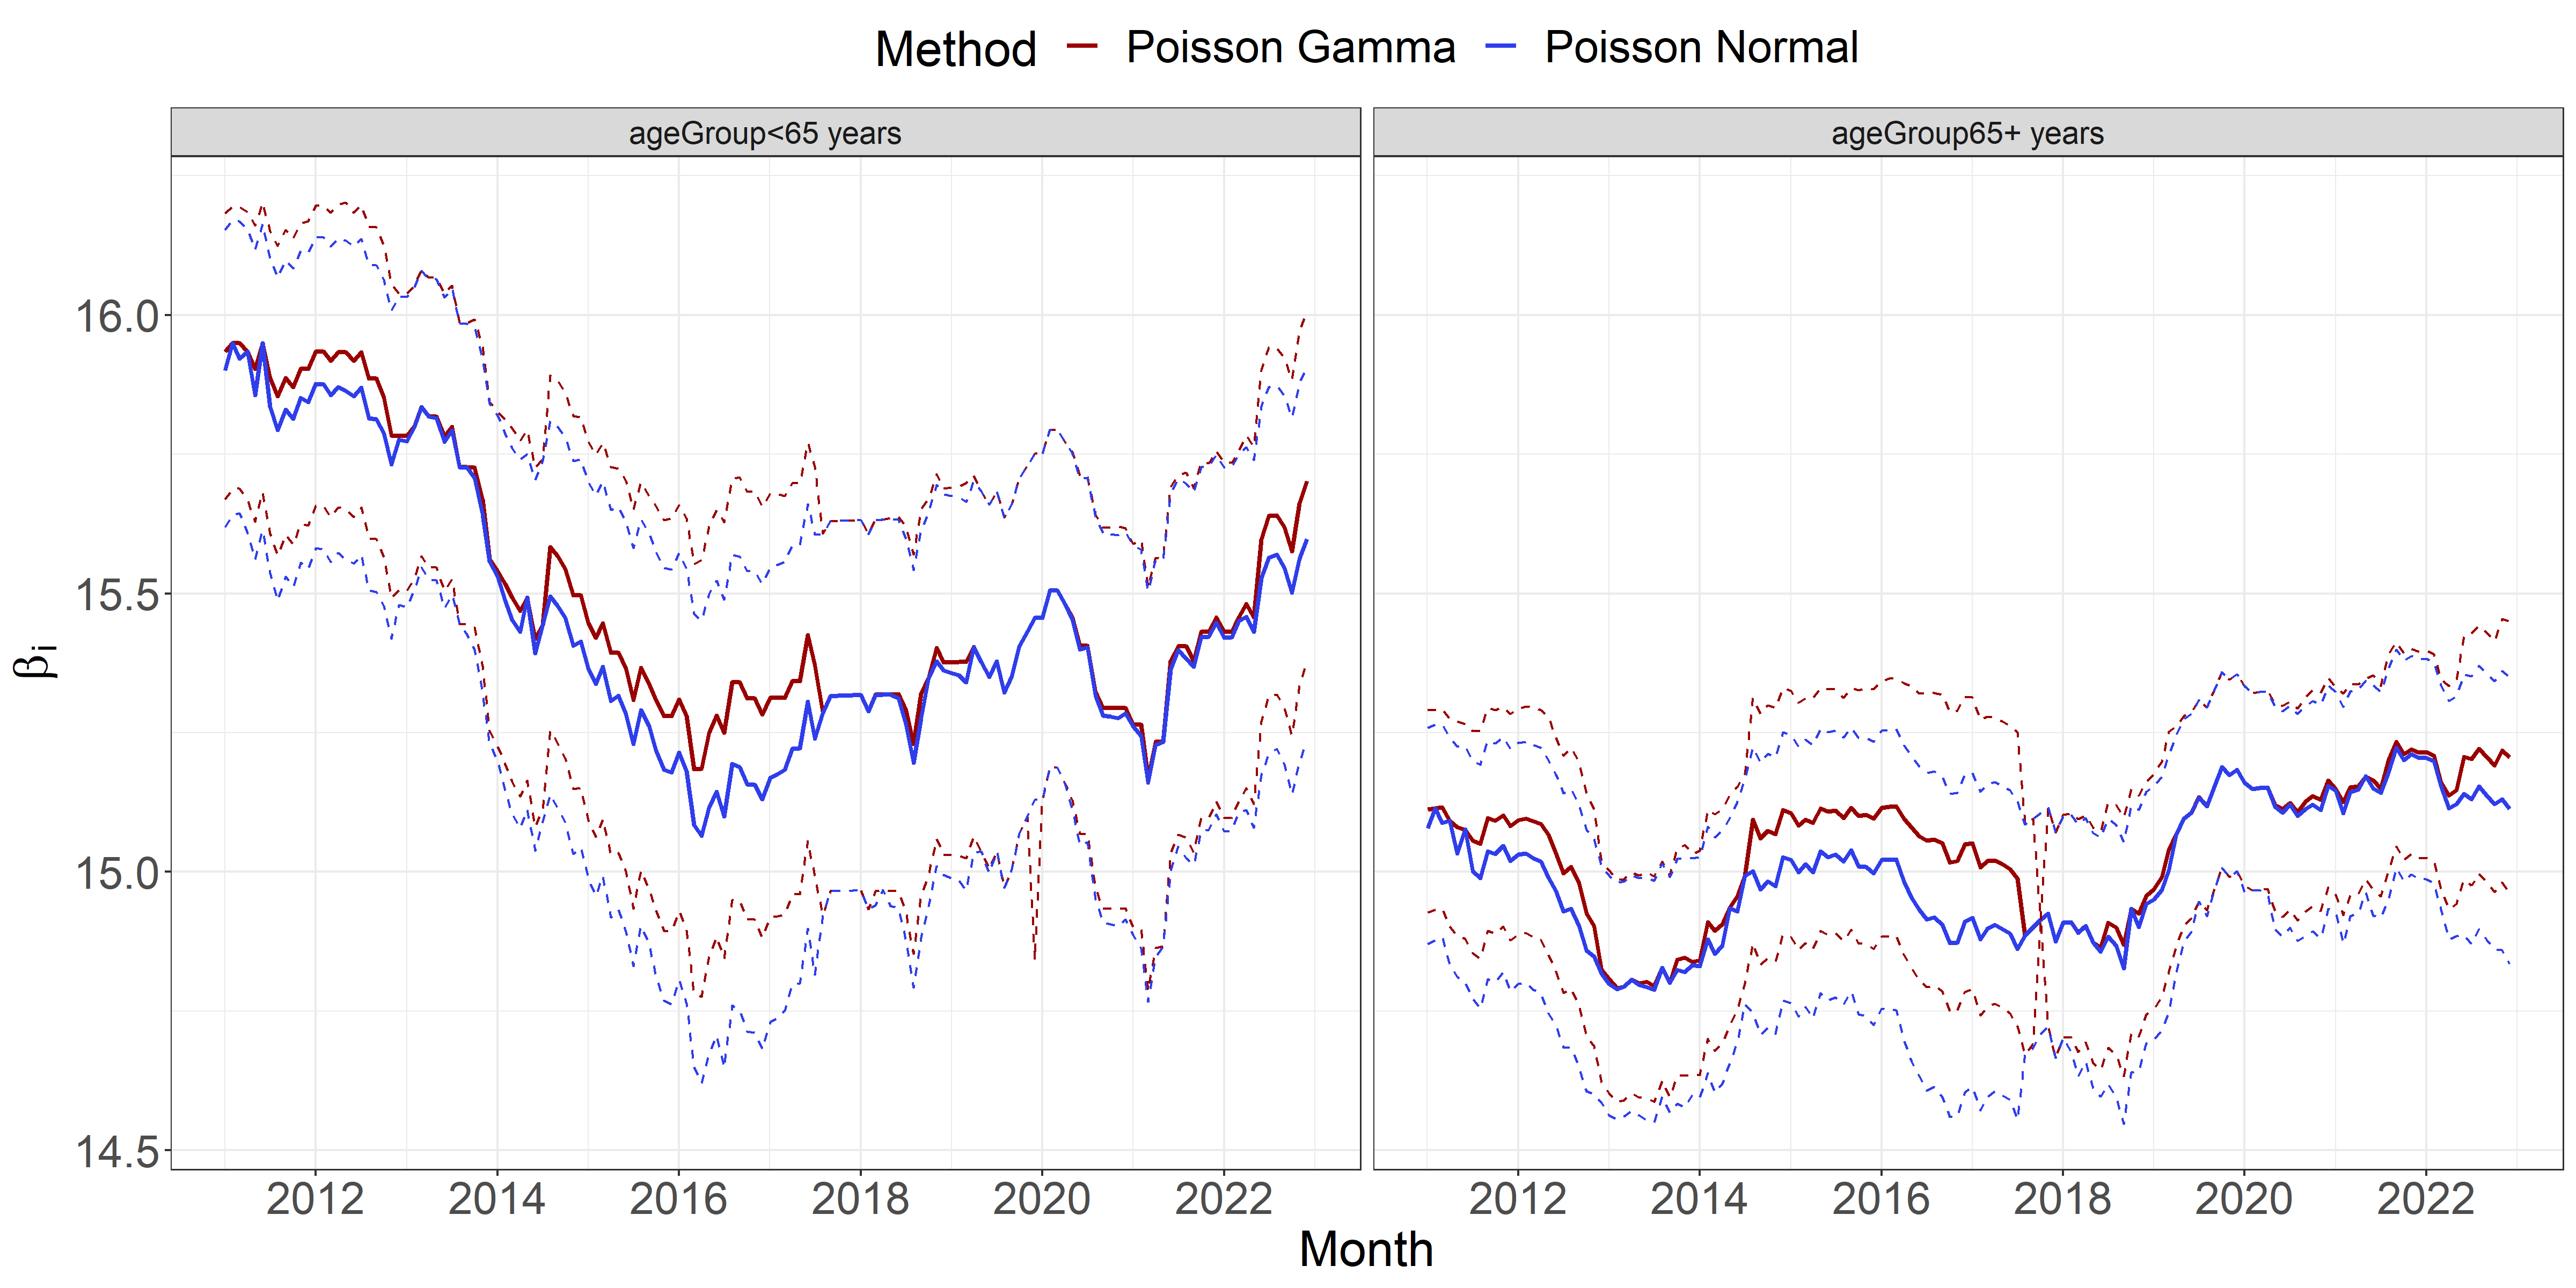 Method Poisson Gamma Poisson Normal
ageGroup<65 years ageGroup65+ years
16.0
15.5
βi
15.0
14.5
2012 2014 2016 2018 2020 2022 2012 2014 2016 2018 2020 2022
Month